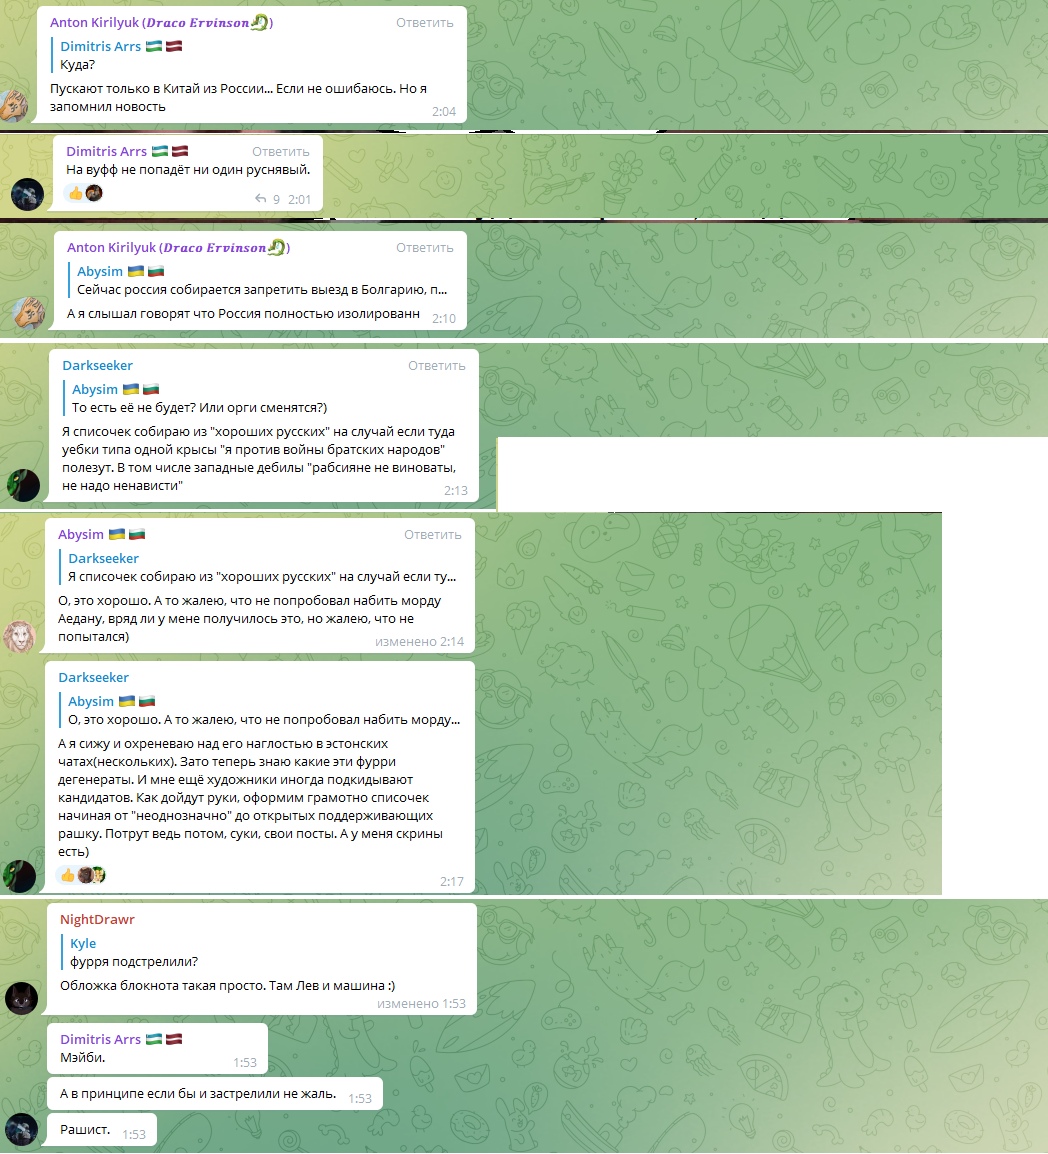 Anton Kirilyuk (Draco Ervinson🐉) Ответить
Dimitris Arrs 🇺🇿 🇱🇻
Куда?
Пускают только в Китай из России... Если не ошибаюсь. Но я
запомнил новость
2:04
Dimitris Arrs 🇺🇿 🇱🇻 Ответить
На вуфф не попадёт ни один руснявый.
👍 9 2:01
Anton Kirilyuk (Draco Ervinson🐉) Ответить
Abysim 🇺🇦 🇧🇬
Сейчас россия собирается запретить выезд в Болгарию, п...
А я слышал говорят что Россия полностью изолированн 2:10
Darkseeker Ответить
Abysim 🇺🇦 🇧🇬
То есть её не будет? Или орги сменятся?)
Я списочек собираю из "хороших русских" на случай если туда
уебки типа одной крысы "я против войны братских народов"
полезут. В том числе западные дебилы "рабсияне не виноваты,
не надо ненависти"
2:13
Abysim 🇺🇦 🇧🇬 Ответить
Darkseeker
Я списочек собираю из "хороших русских" на случай если ту...
О, это хорошо. А то жалею, что не попробовал набить морду
Аедану, вряд ли у мене получилось это, но жалею, что не
попытался)
изменено 2:14
Darkseeker
Abysim 🇺🇦 🇧🇬
О, это хорошо. А то жалею, что не попробовал набить морду...
А я сижу и охреневаю над его наглостью в эстонских
чатах(нескольких). Зато теперь знаю какие эти фурри
дегенераты. И мне ещё художники иногда подкидывают
кандидатов. Как дойдут руки, оформим грамотно списочек
начиная от "неоднозначно" до открытых поддерживающих
рашку. Потрут ведь потом, суки, свои посты. А у меня скрины
есть)
👍 2:17
NightDrawr
Kyle
фурря подстрелили?
Обложка блокнота такая просто. Там Лев и машина :)
изменено 1:53
Dimitris Arrs 🇺🇿 🇱🇻
Мэйби. 1:53
А в принципе если бы и застрелили не жаль. 1:53
Рашист. 1:53